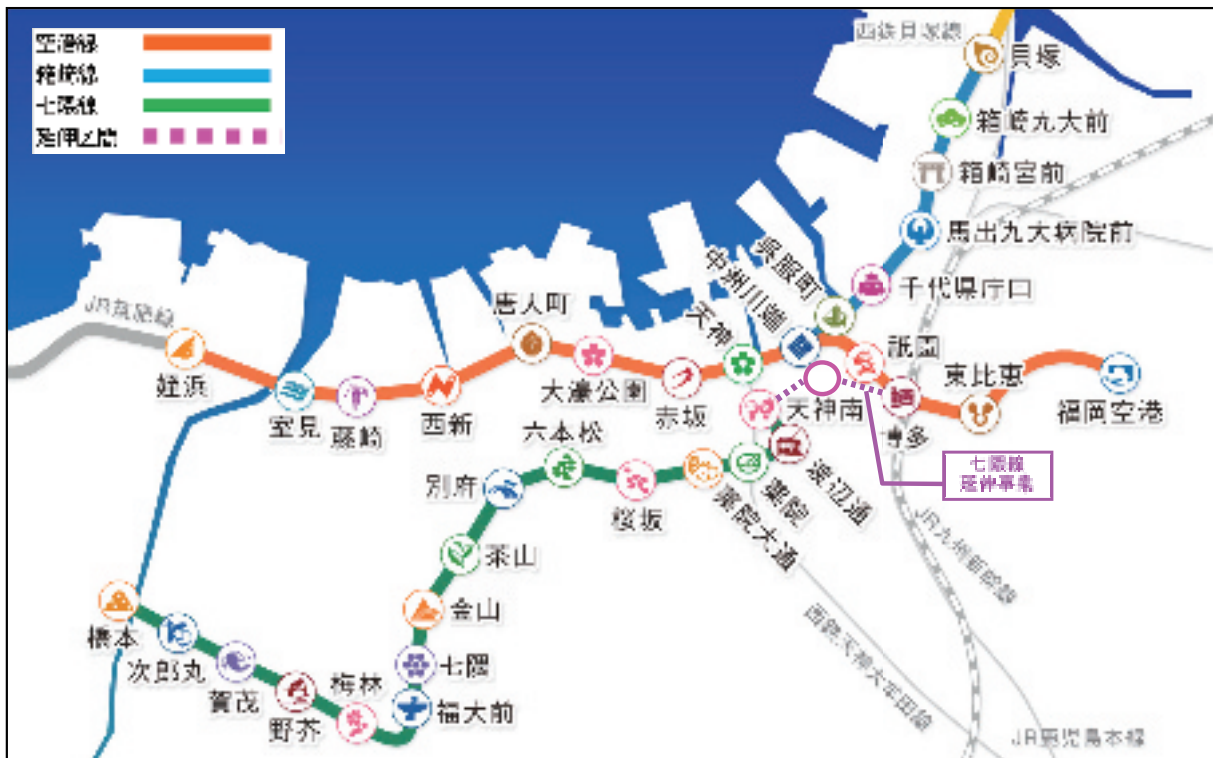 空港線
箱崎線
七隈線
延伸区間
西鉄貝塚線
貝塚
箱崎九大前
箱崎宮前
馬出九大病院前
千代県庁口
呉服町
中洲川端
天神
祇園
東比恵
福岡空港
博多
唐人町
大濠公園
赤坂
西新
藤崎
室見
姪浜
JR筑肥線
天神南
渡辺通
薬院
薬院大通
桜坂
六本松
別府
茶山
金山
七隈
福大前
梅林
野芥
賀茂
次郎丸
橋本
七隈線
延伸事業
JR九州新幹線
西鉄天神大牟田線
JR鹿児島本線